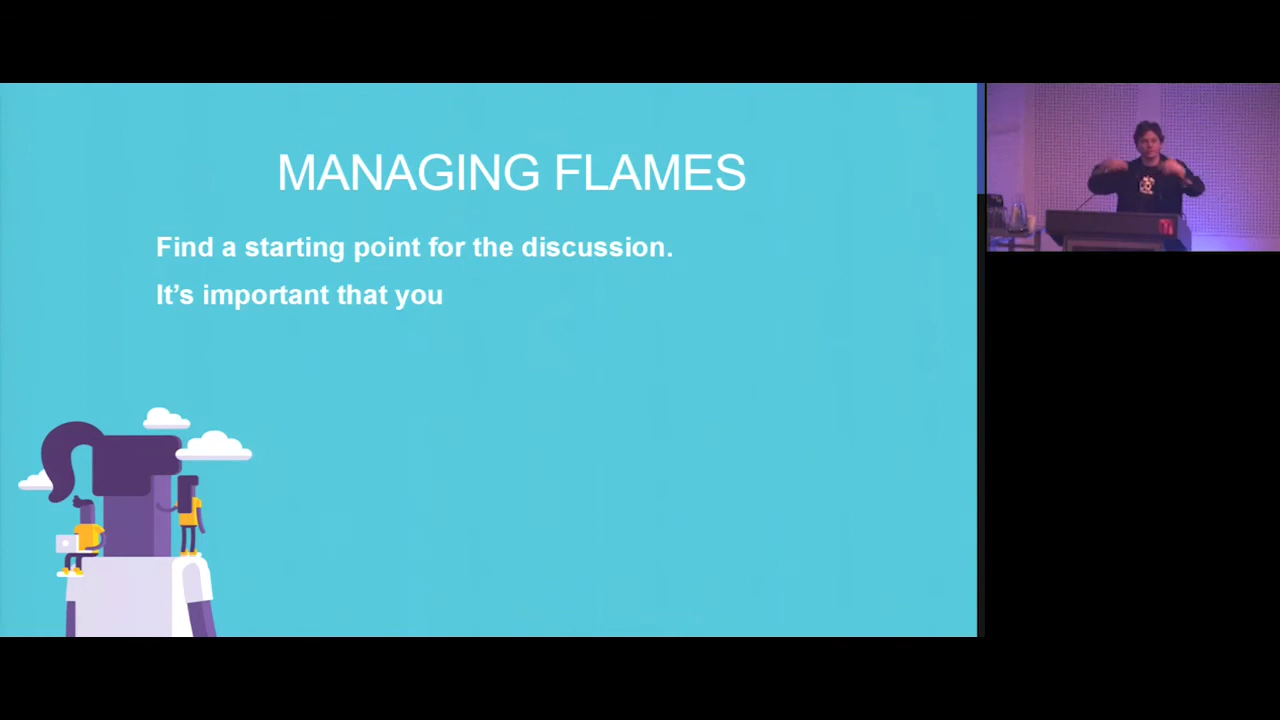 MANAGING FLAMES
Find a starting point for the discussion.
It’s important that you